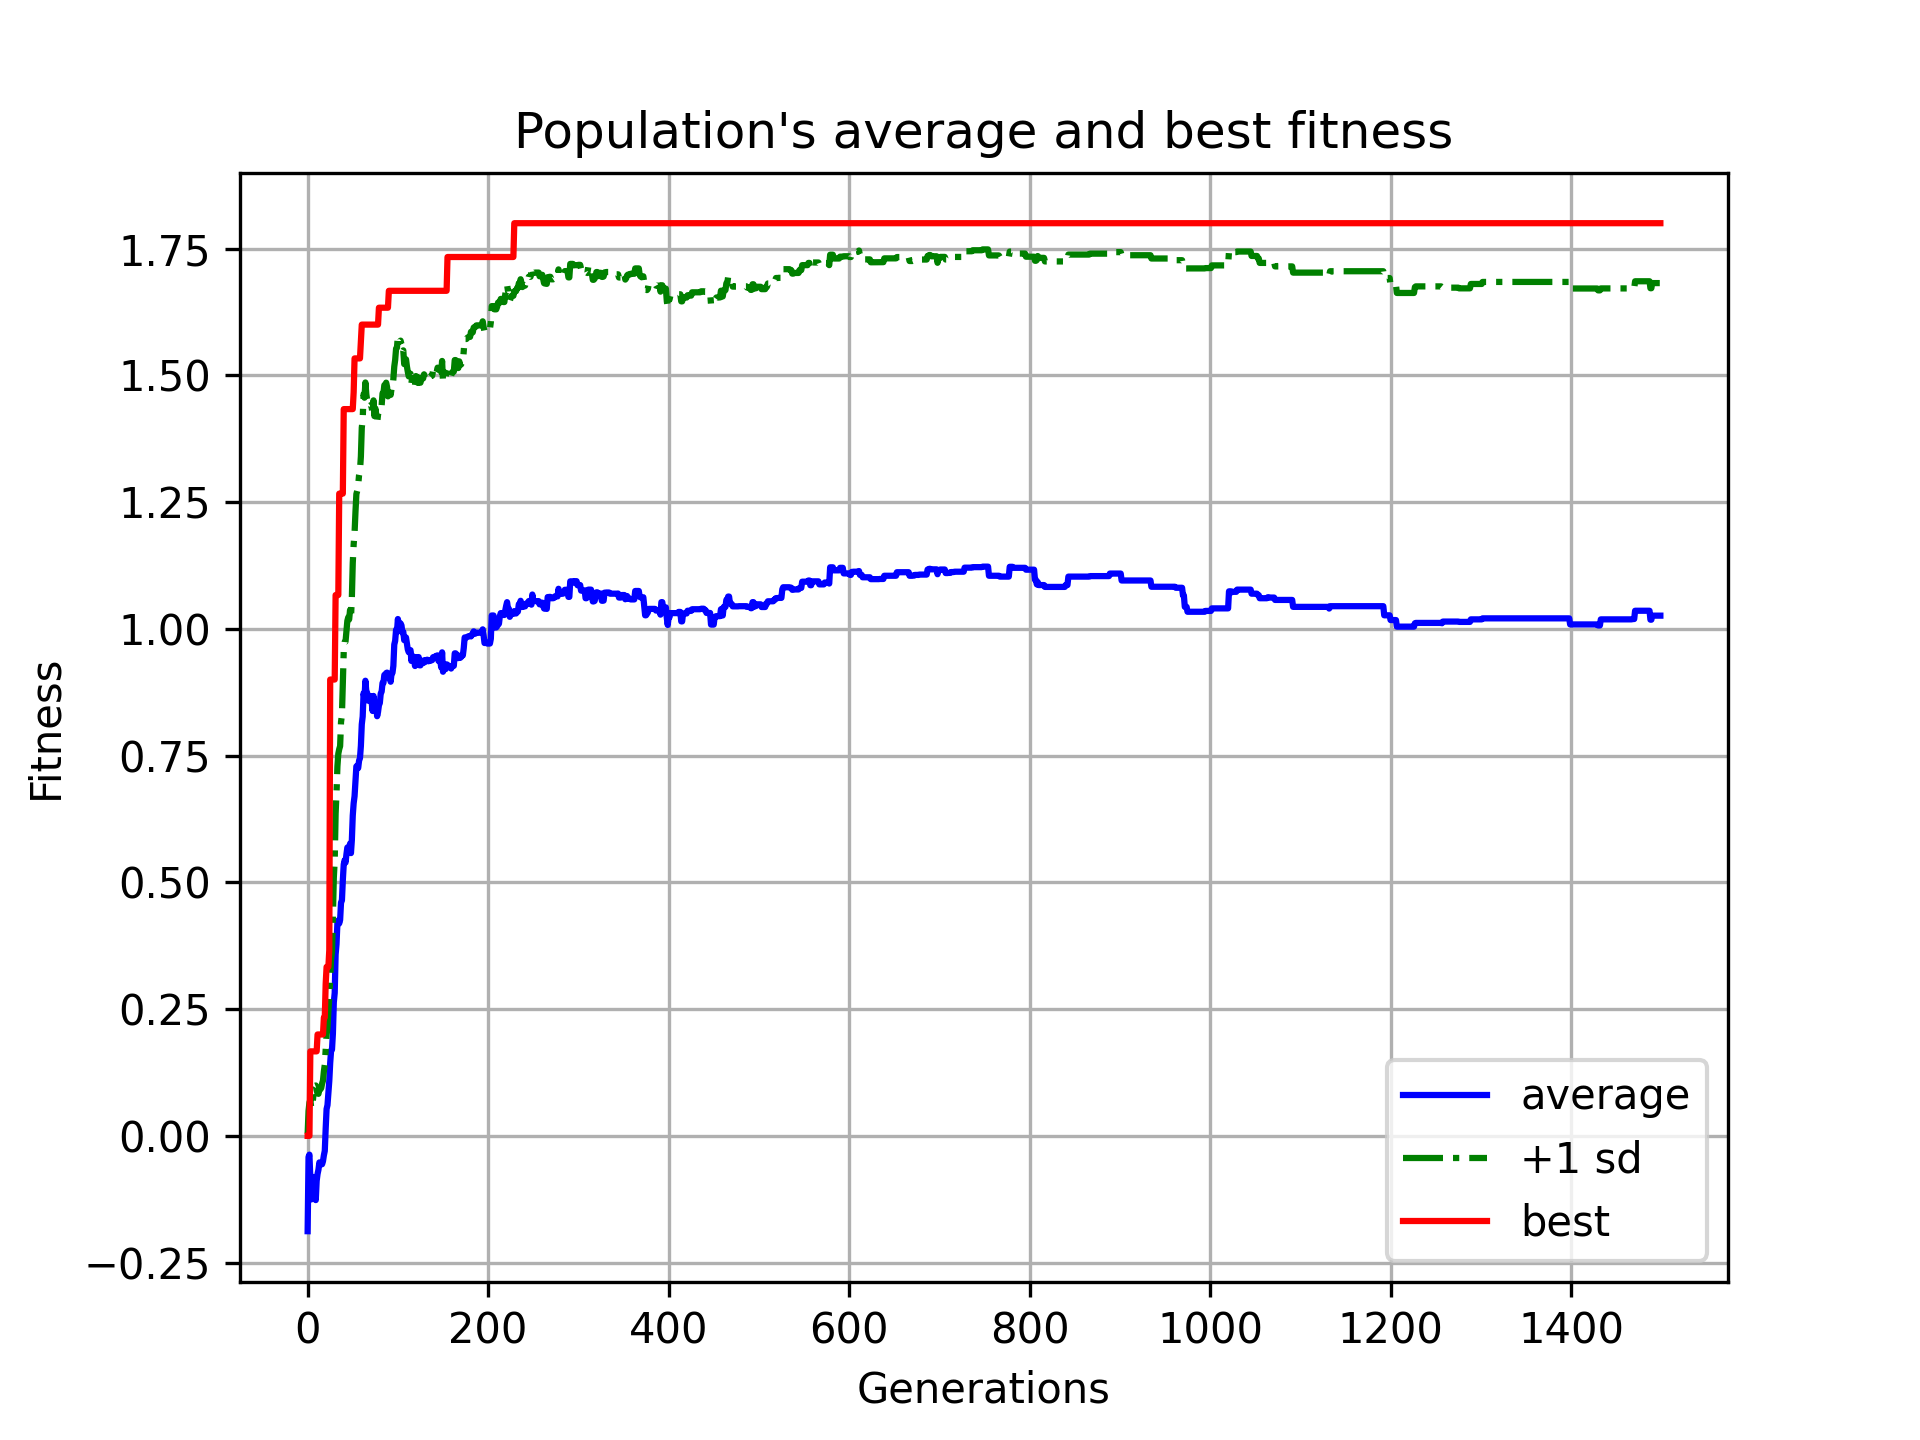 Population's average and best fitness
Fitness
1.75
1.50
1.25
1.00
0.75
0.50
0.25
0.00
−0.25
average
+1 sd
best
0 200 400 600 800 1000 1200 1400
Generations